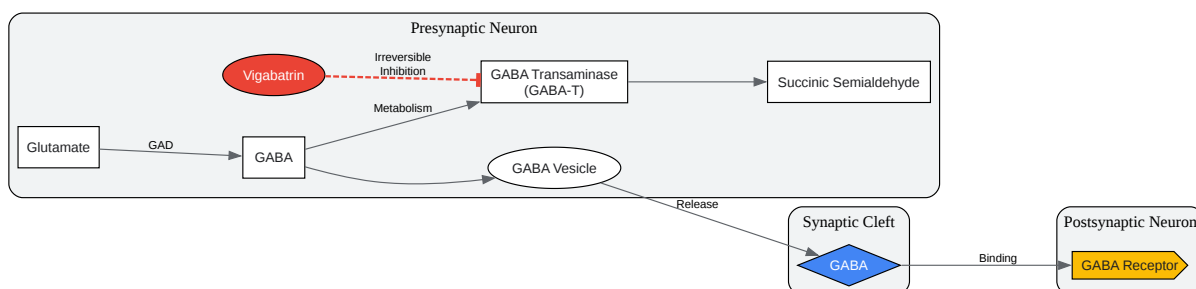 Presynaptic Neuron
Irreversible
Inhibition
Vigabatrin
GABA Transaminase
(GABA-T)
Succinic Semialdehyde
Metabolism
Glutamate
GAD
GABA
GABA Vesicle
Release
Synaptic Cleft
GABA
Binding
Postsynaptic Neuron
GABA Receptor